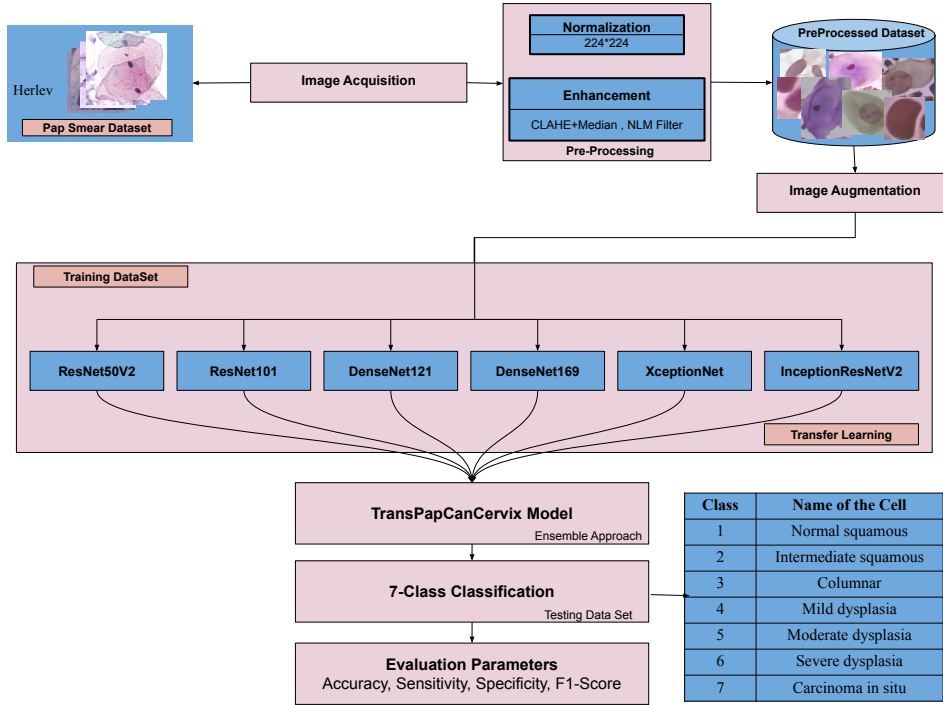 Herlev
Pap Smear Dataset
Image Acquisition
Normalization
224*224
Enhancement
CLAHE+Median , NLM Filter
Pre-Processing
PreProcessed Dataset
Image Augmentation
Training DataSet
ResNet50V2
ResNet101
DenseNet121
DenseNet169
XceptionNet
InceptionResNetV2
Transfer Learning
TransPapCanCervix Model
Ensemble Approach
7-Class Classification
Testing Data Set
Evaluation Parameters
Accuracy, Sensitivity, Specificity, F1-Score
Class Name of the Cell
1 Normal squamous
2 Intermediate squamous
3 Columnar
4 Mild dysplasia
5 Moderate dysplasia
6 Severe dysplasia
7 Carcinoma in situ